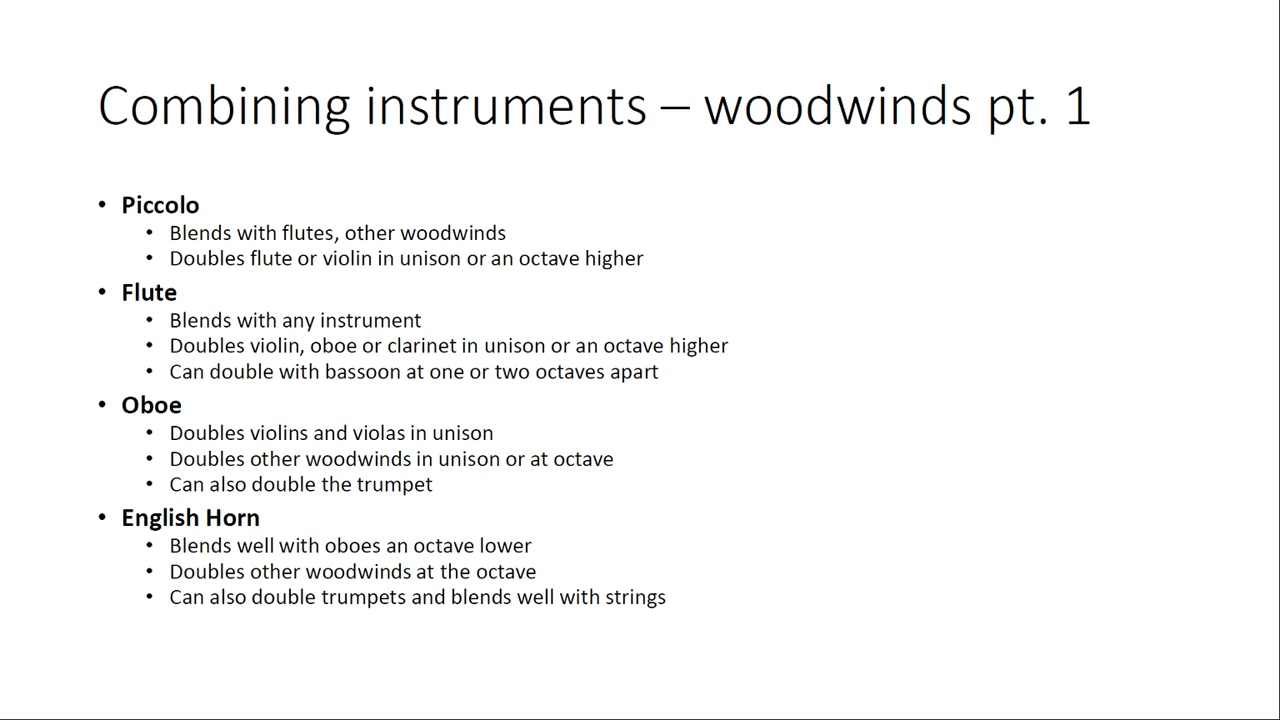 Combining instruments – woodwinds pt. 1
• Piccolo
• Blends with flutes, other woodwinds
• Doubles flute or violin in unison or an octave higher
• Flute
• Blends with any instrument
• Doubles violin, oboe or clarinet in unison or an octave higher
• Can double with bassoon at one or two octaves apart
• Oboe
• Doubles violins and violas in unison
• Doubles other woodwinds in unison or at octave
• Can also double the trumpet
• English Horn
• Blends well with oboes an octave lower
• Doubles other woodwinds at the octave
• Can also double trumpets and blends well with strings